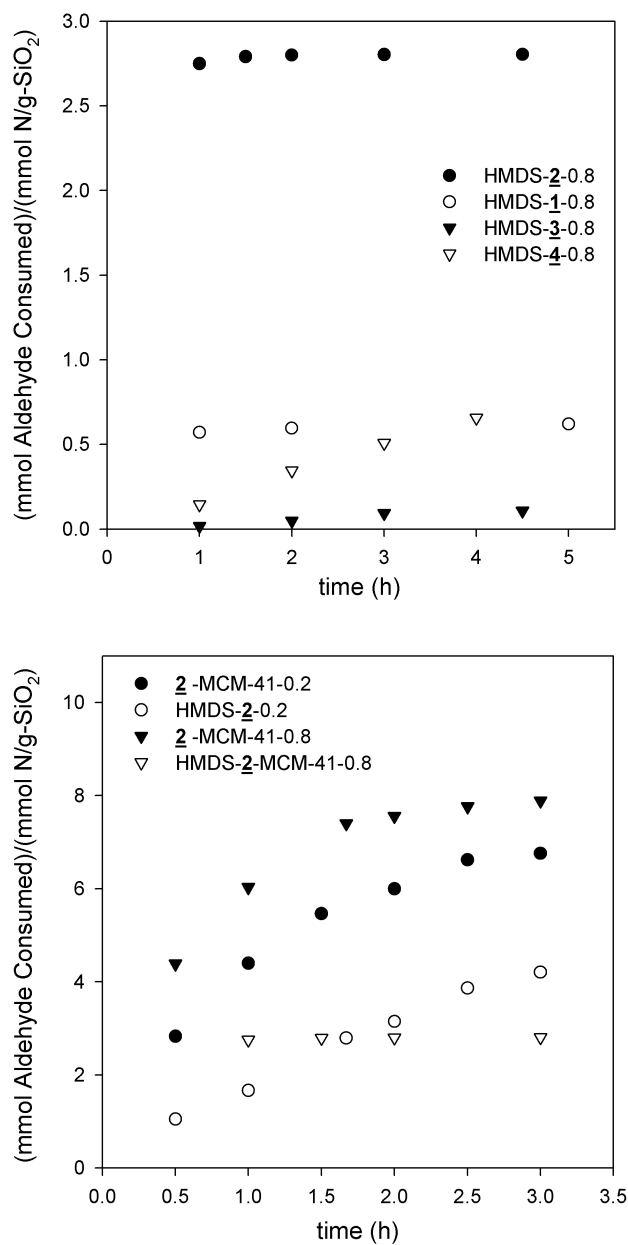 (mmol Aldehyde Consumed)/(mmol N/g-SiO₂)
3.0
2.5
2.0
1.5
1.0
0.5
0.0
HMDS-2-0.8
HMDS-1-0.8
HMDS-3-0.8
HMDS-4-0.8
0 1 2 3 4 5
time (h)
(mmol Aldehyde Consumed)/(mmol N/g-SiO₂)
10
8
6
4
2
0
2 -MCM-41-0.2
HMDS-2-0.2
2 -MCM-41-0.8
HMDS-2-MCM-41-0.8
0.0 0.5 1.0 1.5 2.0 2.5 3.0 3.5
time (h)